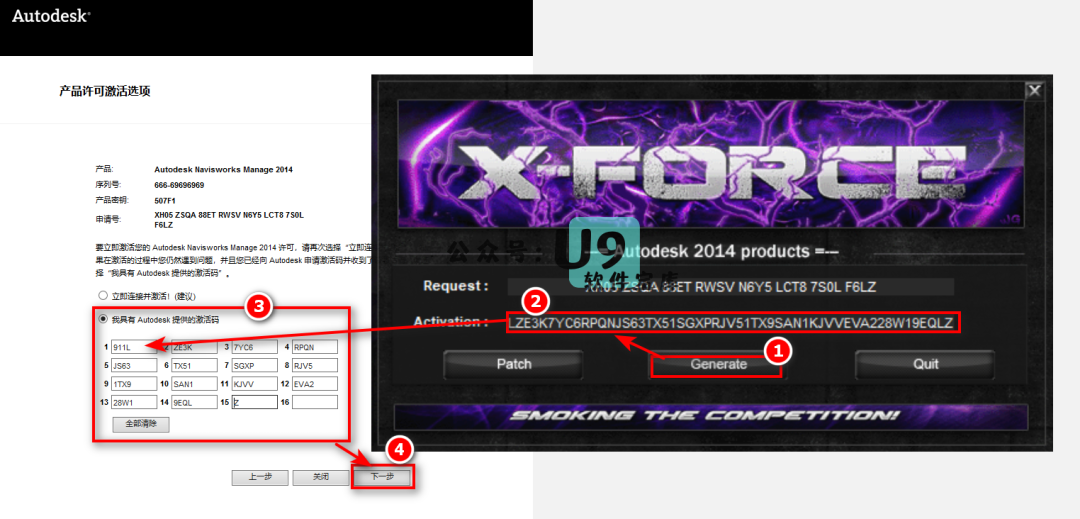 Autodesk
产品许可激活选项
产品: Autodesk Navisworks Manage 2014
序列号: 666-69696969
产品密钥: 507F1
申请号: XH05 ZSQA 88ET RWSV N6Y5 LCT8 7S0L
F6LZ
要立即激活您的 Autodesk Navisworks Manage 2014 许可，请再次选择“立即连
果在激活的过程中您仍然遇到问题，并且您已经向 Autodesk 申请激活码并收到了
择“我具有 Autodesk 提供的激活码”。
立即连接并激活! (建议)
3
我具有 Autodesk 提供的激活码
1 911L 2 ZE3K 3 7YC6 4 RPQN
5 JS63 6 TX51 7 SGXP 8 RJV5
9 1TX9 10 SAN1 11 KJVV 12 EVA2
13 28W1 14 9EQL 15 Z 16
全部清除
4
上一步 关闭 下一步
X
X-FORCE
公众号: U9
软件宝库
--= Autodesk 2014 products =---
Request : XH05 ZSQA 88ET RWSV N6Y5 LCT8 7S0L F6LZ
2
Activation : LZE3K7YC6RPQNJS63TX51SGXPRJV51TX9SAN1KJVVEVA228W19EQLZ
1
Patch Generate Quit
SMOKING THE COMPETITION!